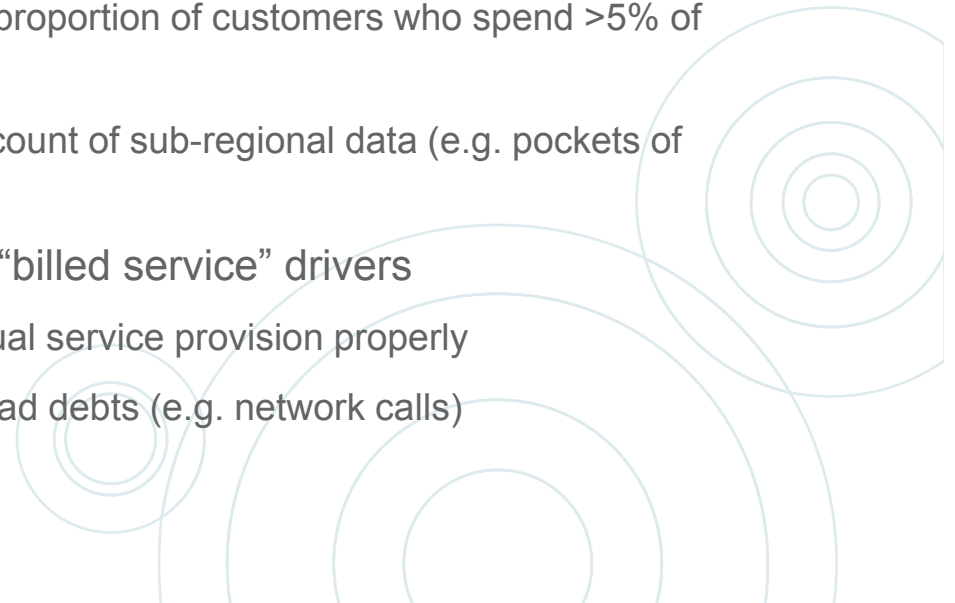 proportion of customers who spend >5% of
count of sub-regional data (e.g. pockets of
“billed service” drivers
ual service provision properly
ad debts (e.g. network calls)